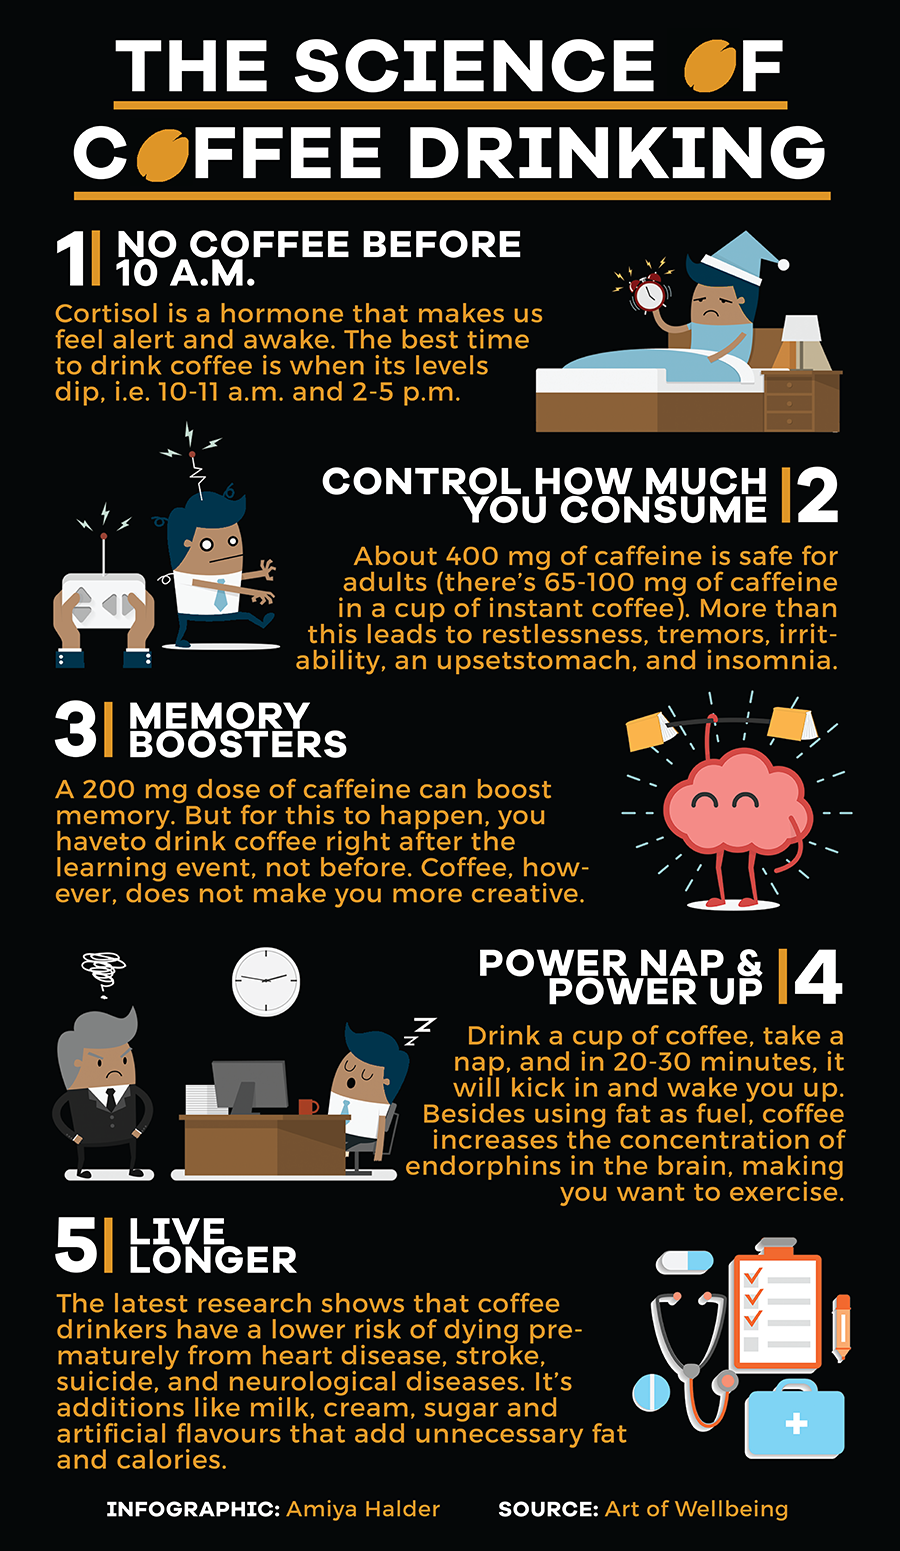 THE SCIENCE OF
COFFEE DRINKING
1| NO COFFEE BEFORE
10 A.M.
Cortisol is a hormone that makes us
feel alert and awake. The best time
to drink coffee is when its levels
dip, i.e. 10-11 a.m. and 2-5 p.m.
CONTROL HOW MUCH
YOU CONSUME |2
About 400 mg of caffeine is safe for
adults (there's 65-100 mg of caffeine
in a cup of instant coffee). More than
this leads to restlessness, tremors, irrit-
ability, an upsetstomach, and insomnia.
3| MEMORY
BOOSTERS
A 200 mg dose of caffeine can boost
memory. But for this to happen, you
haveto drink coffee right after the
learning event, not before. Coffee, how-
ever, does not make you more creative.
POWER NAP &
POWER UP |4
Z
Z
Z
Drink a cup of coffee, take a
nap, and in 20-30 minutes, it
will kick in and wake you up.
Besides using fat as fuel, coffee
increases the concentration of
endorphins in the brain, making
you want to exercise.
5| LIVE
LONGER
The latest research shows that coffee
drinkers have a lower risk of dying pre-
maturely from heart disease, stroke,
suicide, and neurological diseases. It's
additions like milk, cream, sugar and
artificial flavours that add unnecessary fat
and calories.
INFOGRAPHIC: Amiya Halder SOURCE: Art of Wellbeing